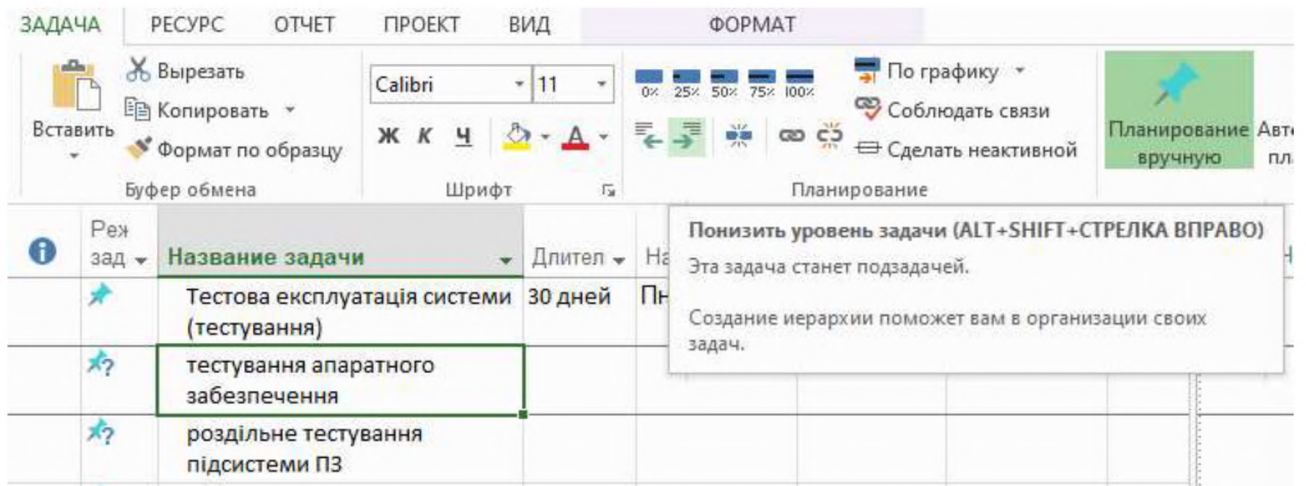 ЗАДАЧА РЕСУРС ОТЧЕТ ПРОЕКТ ВИД ФОРМАТ
Вставить
Вырезать
Копировать
Формат по образцу
Буфер обмена
Calibri 11
Ж К Ч
А
Шрифт
0% 25% 50% 75% 100%
По графику
Соблюдать связи
Сделать неактивной
Планирование
Планирование
вручную
Понизить уровень задачи (ALT+SHIFT+СТРЕЛКА ВПРАВО)
Эта задача станет подзадачей.
Создание иерархии поможет вам в организации своих
задач.
Название задачи
Тестова експлуатація системи 30 дней
(тестування)
тестування апаратного
забезпечення
роздільне тестування
підсистеми ПЗ